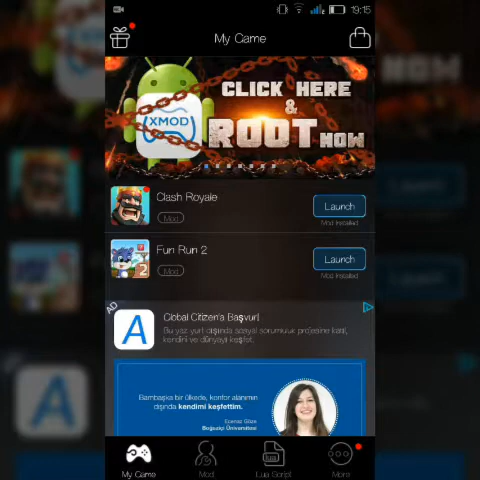 19:15
My Game
CLICK HERE
&
ROOT NOW
XMOD
Clash Royale
Mod
Launch
Mod Installed
Fun Run 2
2
Mod
Launch
Mod Installed
AD
A
Global Citizen'a Başvur!
Bu yaz yurt dışında sosyal sorumluluk projesine katıl,
kendini ve dünyayı keşfet.
Bambaşka bir ülkede, konfor alanımın
dışında kendimi keşfettim.
Boğaziçi Üniversitesi
My Game
Mod
Lua Script
More